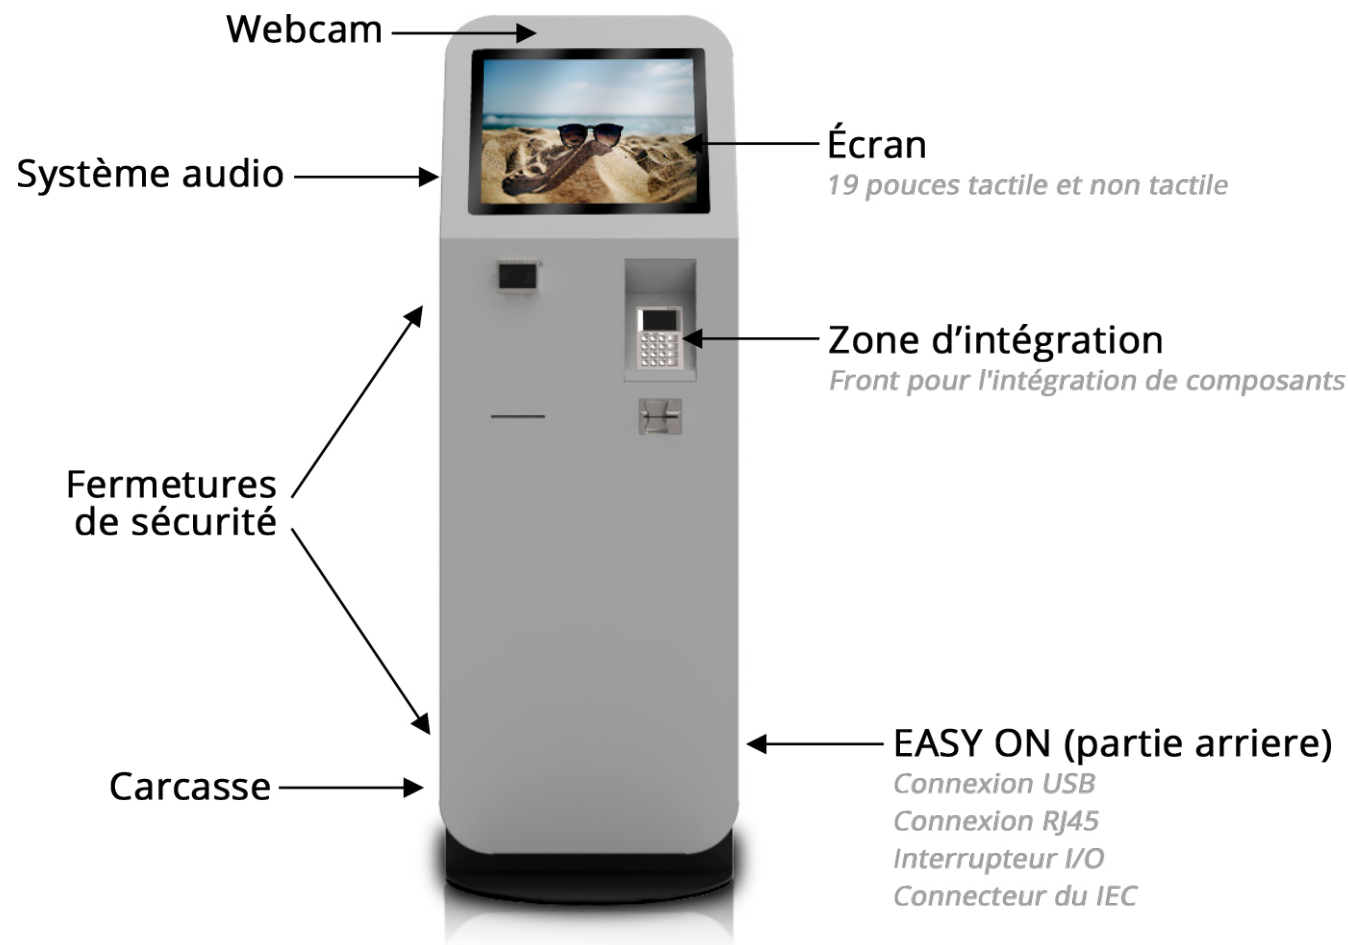 Webcam
Système audio
Écran
19 pouces tactile et non tactile
Zone d’intégration
Front pour l'intégration de composants
Fermetures
de sécurité
Carcasse
EASY ON (partie arriere)
Connexion USB
Connexion RJ45
Interrupteur I/O
Connecteur du IEC